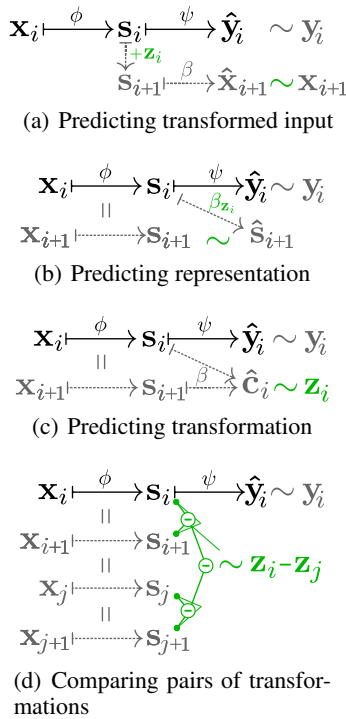 x_i ϕ s_i ψ ŷ_i ∼ y_i
+z_i
s_{i+1} β x̂_{i+1} ∼ x_{i+1}
(a) Predicting transformed input
x_i ϕ s_i ψ ŷ_i ∼ y_i
= β_{z_i}
x_{i+1} s_{i+1} ∼ ŝ_{i+1}
(b) Predicting representation
x_i ϕ s_i ψ ŷ_i ∼ y_i
=
x_{i+1} s_{i+1} β ĉ_i ∼ z_i
(c) Predicting transformation
x_i ϕ s_i ψ ŷ_i ∼ y_i
= −
x_{i+1} s_{i+1}
= − ∼ z_i - z_j
x_j s_j
= −
x_{j+1} s_{j+1}
(d) Comparing pairs of transfor-
mations